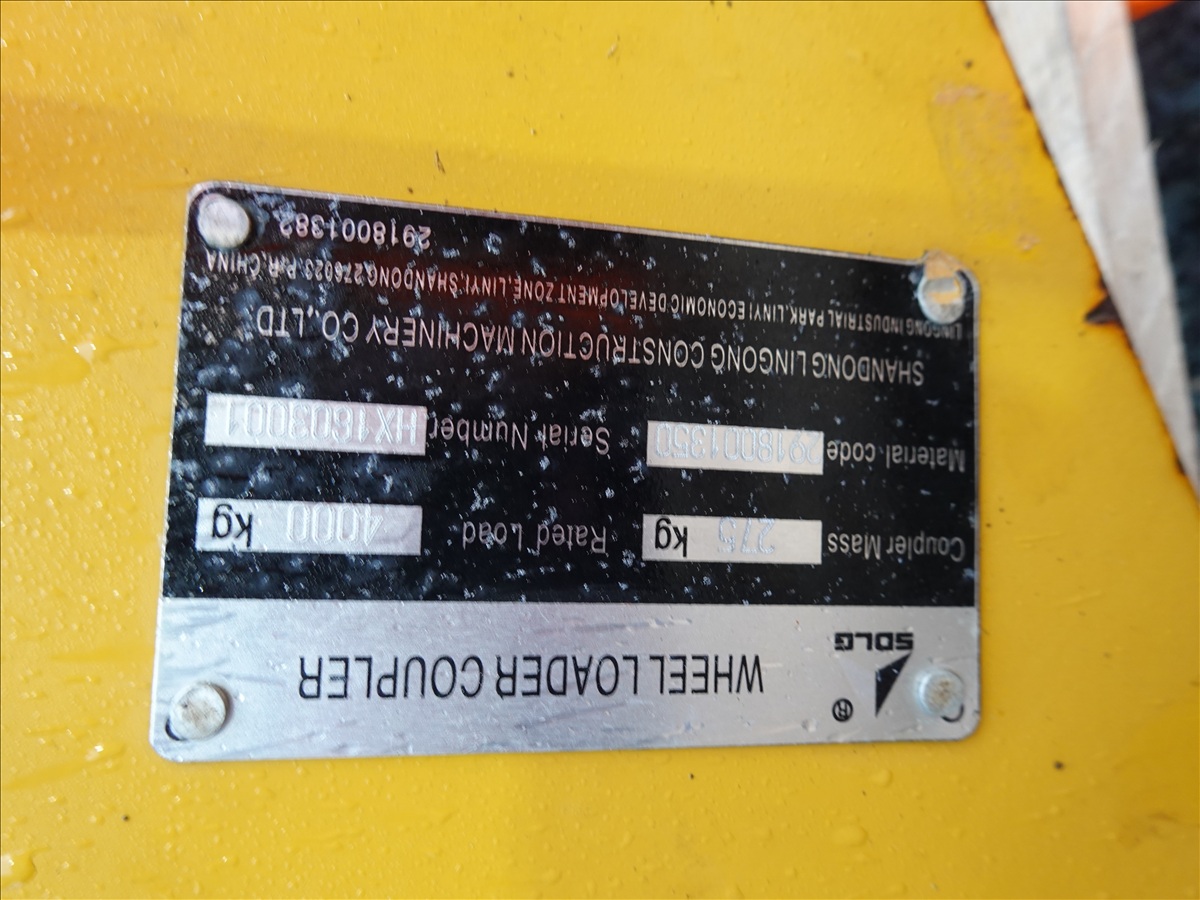 SDLG ®
WHEEL LOADER COUPLER
Coupler Mass 275 kg Rated Load 4000 kg
Material code 2918001350 Serial Number HX1603001
SHANDONG LINGONG CONSTRUCTION MACHINERY CO.,LTD
LINGONG INDUSTRIAL PARK, LINYI ECONOMIC DEVELOPMENT ZONE, LINYI, SHANDONG 276023 P.R. CHINA
2918001382